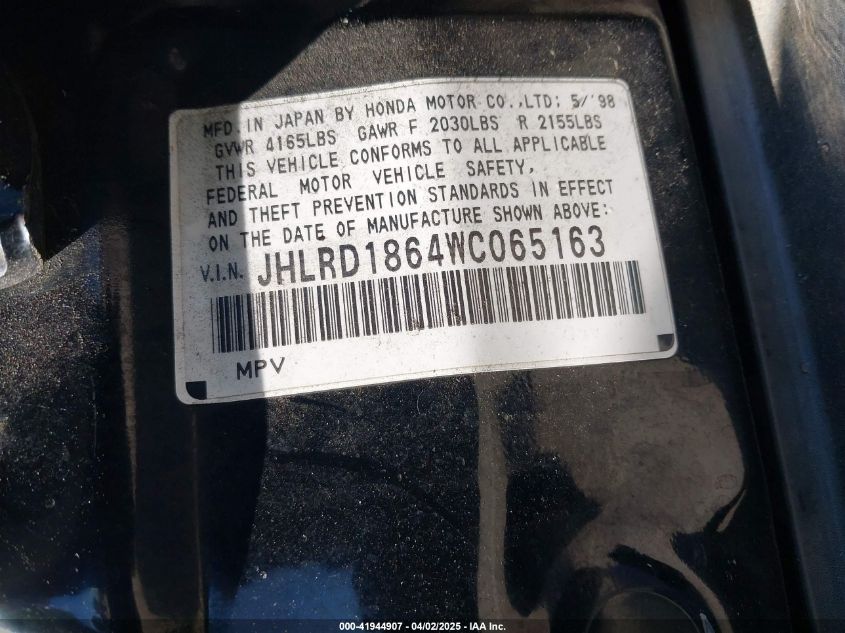 MFD. IN JAPAN BY HONDA MOTOR CO.,LTD: 5/'98
GVWR 4165LBS GAWR F 2030LBS R 2155LBS
THIS VEHICLE CONFORMS TO ALL APPLICABLE
FEDERAL MOTOR VEHICLE SAFETY,
AND THEFT PREVENTION STANDARDS IN EFFECT
ON THE DATE OF MANUFACTURE SHOWN ABOVE:
V.I.N. JHLRD1864WC065163
MPV
000-41944907 - 04/02/2025 - IAA Inc.